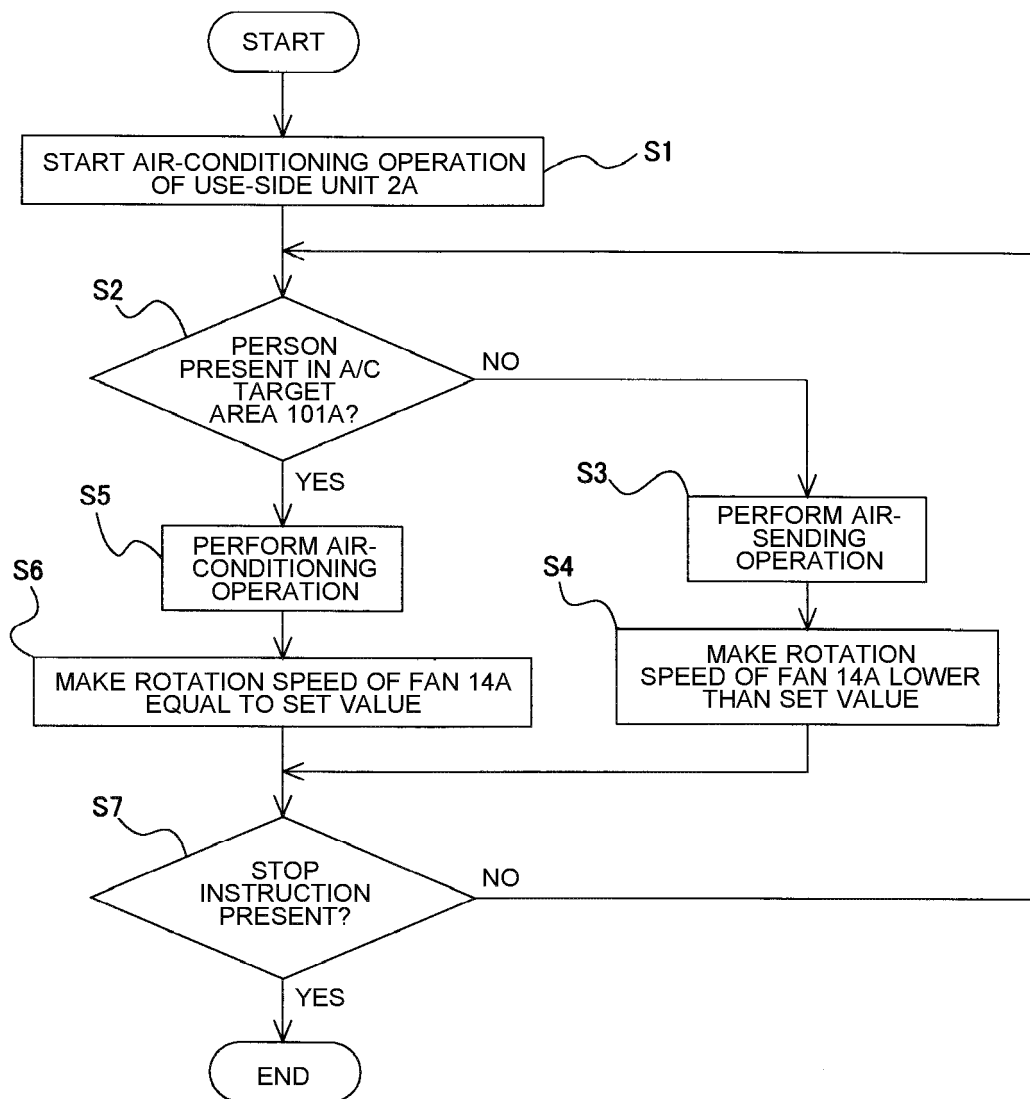 START
START AIR-CONDITIONING OPERATION
OF USE-SIDE UNIT 2A
S1
S2
PERSON
PRESENT IN A/C
TARGET
AREA 101A?
NO
YES
S3
PERFORM AIR-
SENDING
OPERATION
S5
PERFORM AIR-
CONDITIONING
OPERATION
S4
MAKE ROTATION
SPEED OF FAN 14A LOWER
THAN SET VALUE
S6
MAKE ROTATION SPEED OF FAN 14A
EQUAL TO SET VALUE
S7
STOP
INSTRUCTION
PRESENT?
NO
YES
END